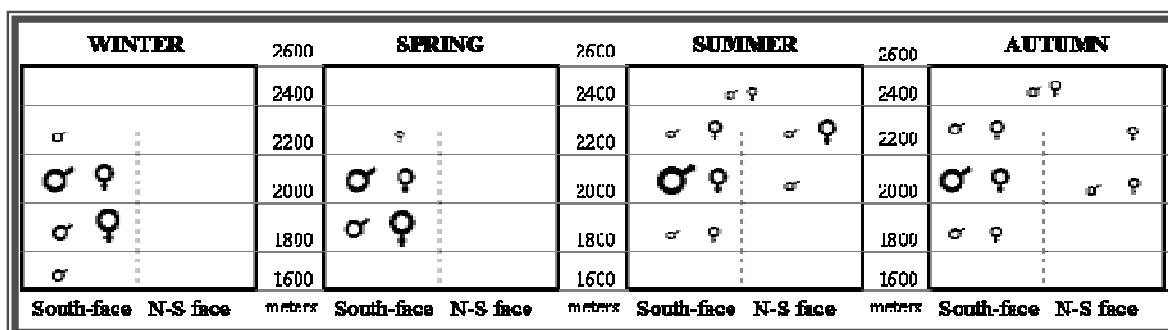 WINTER 2600 SPRING 2600 SUMMER 2600 AUTUMN
2400 2400 2400
2200 2200 2200
2000 2000 2000
1800 1800 1800
1600 1600 1600
South-face N-S face meters South-face N-S face meters South-face N-S face meters South-face N-S face